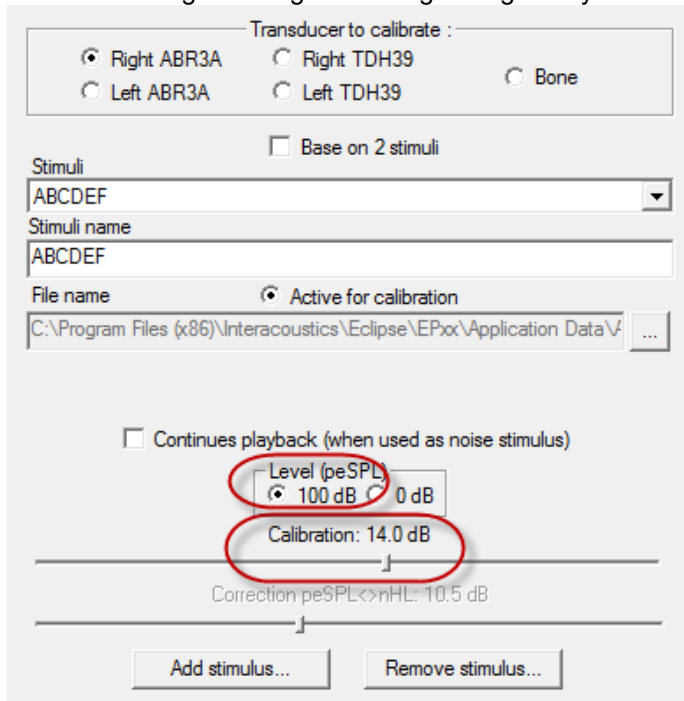 Transducer to calibrate :
Right ABR3A
Right TDH39
Bone
Left ABR3A
Left TDH39
Base on 2 stimuli
Stimuli
ABCDEF
Stimuli name
ABCDEF
File name
Active for calibration
C:\Program Files (x86)\Interacoustics\Eclipse\EPxx\Application Data\A
...
Continues playback (when used as noise stimulus)
Level (peSPL)
100 dB
0 dB
Calibration: 14.0 dB
Correction peSPL<>nHL: 10.5 dB
Add stimulus...
Remove stimulus...